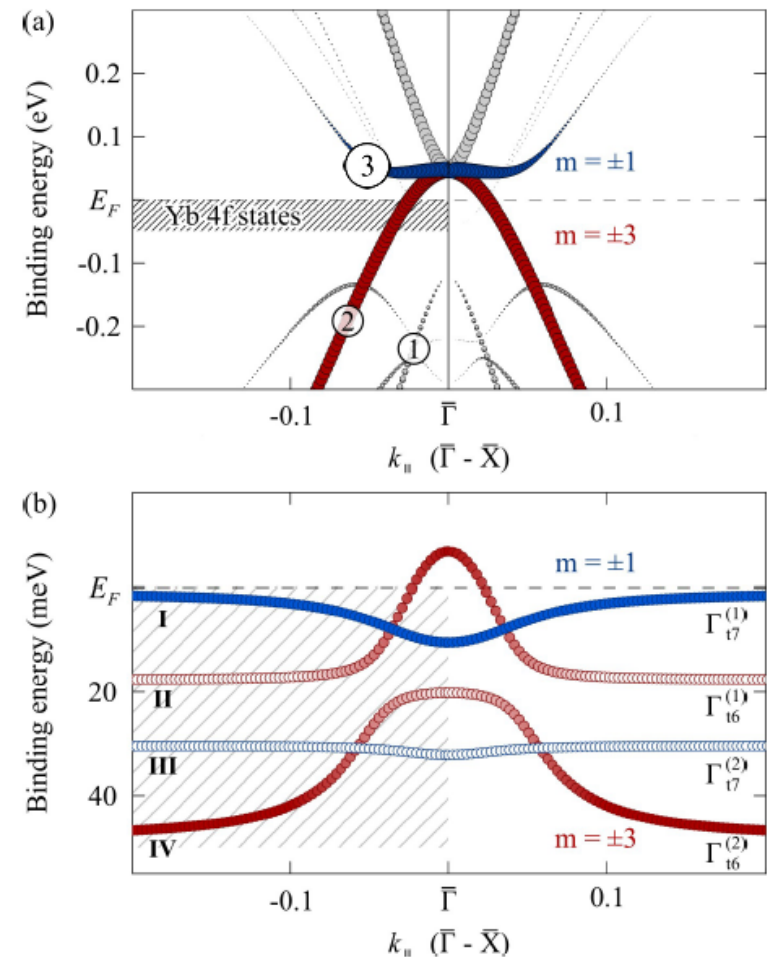 (a)
0.2
0.1
E_F
-0.1
-0.2
Binding energy (eV)
3
m = ±1
Yb 4f states
m = ±3
2
1
-0.1
Γ̅
0.1
k_∥ (Γ̅ - X̅)
(b)
Binding energy (meV)
E_F
20
40
m = ±1
I
Γ_t7^(1)
II
Γ_t6^(1)
III
Γ_t7^(2)
IV
m = ±3
Γ_t6^(2)
-0.1
Γ̅
0.1
k_∥ (Γ̅ - X̅)